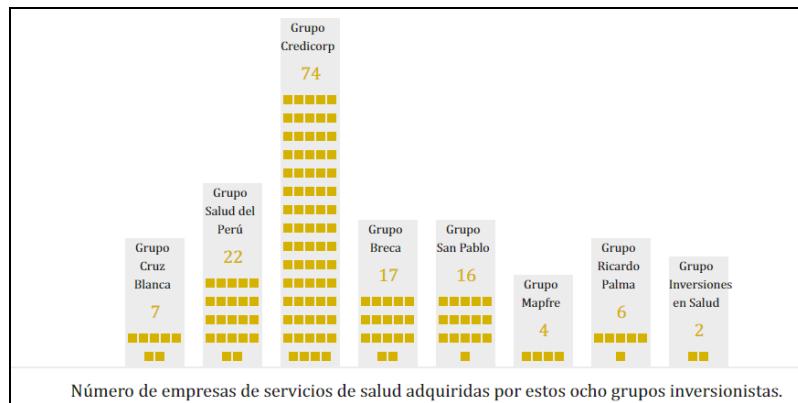 Grupo
Cruz
Blanca
7
Grupo
Salud del
Perú
22
Grupo
Credicorp
74
Grupo
Breca
17
Grupo
San Pablo
16
Grupo
Mapfre
4
Grupo
Ricardo
Palma
6
Grupo
Inversiones
en Salud
2
Número de empresas de servicios de salud adquiridas por estos ocho grupos inversionistas.